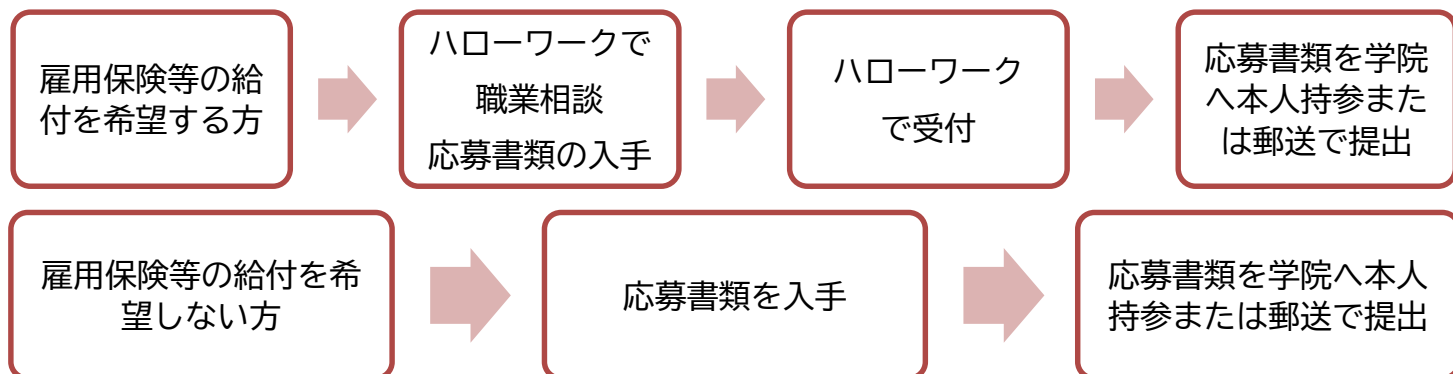 雇用保険等の給
付を希望する方
ハローワークで
職業相談
応募書類の入手
ハローワーク
で受付
応募書類を学院
へ本人持参また
は郵送で提出
雇用保険等の給付を希
望しない方
応募書類を入手
応募書類を学院へ本人
持参または郵送で提出